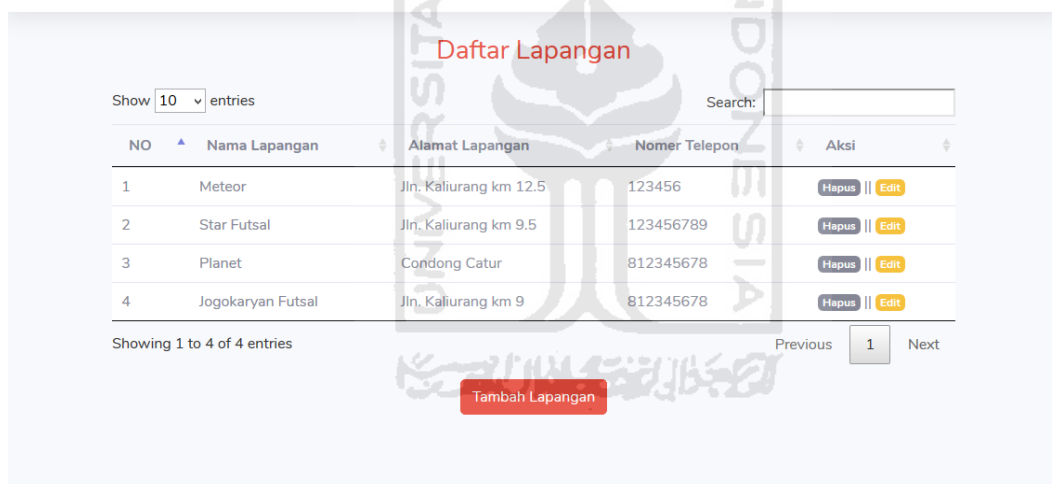 Daftar Lapangan
Show 10 entries Search:
NO Nama Lapangan Alamat Lapangan Nomer Telepon Aksi
1 Meteor Jln. Kaliurang km 12.5 123456 Hapus || Edit
2 Star Futsal Jln. Kaliurang km 9.5 123456789 Hapus || Edit
3 Planet Condong Catur 812345678 Hapus || Edit
4 Jogokaryan Futsal Jln. Kaliurang km 9 812345678 Hapus || Edit
Showing 1 to 4 of 4 entries Previous 1 Next
Tambah Lapangan
UNIVERSITA
NDONESIA